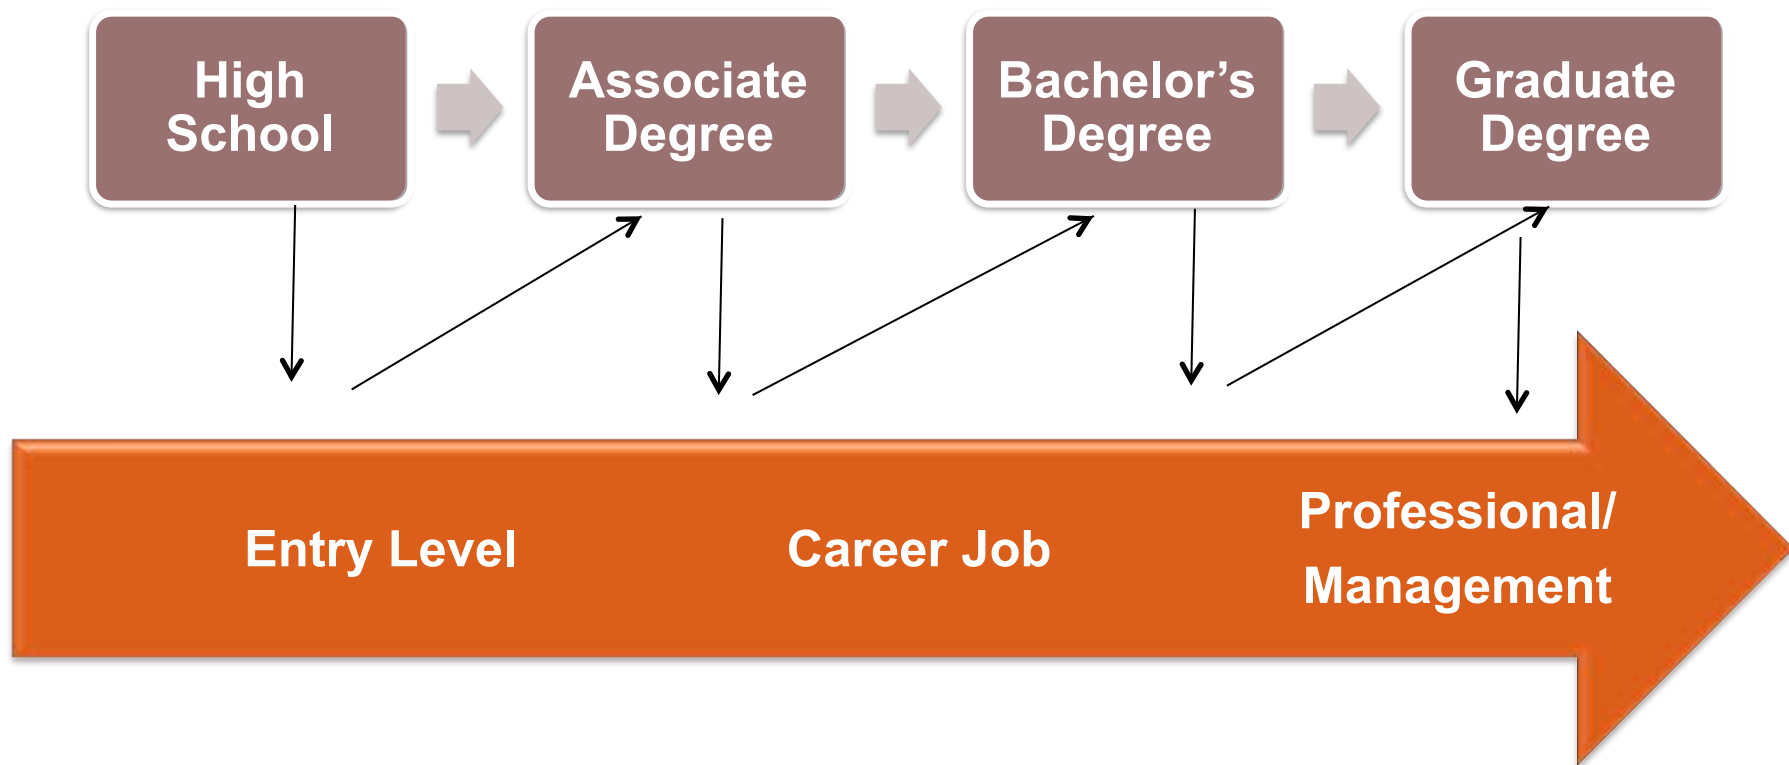 High
School
Associate
Degree
Bachelor’s
Degree
Graduate
Degree
Entry Level
Career Job
Professional/
Management